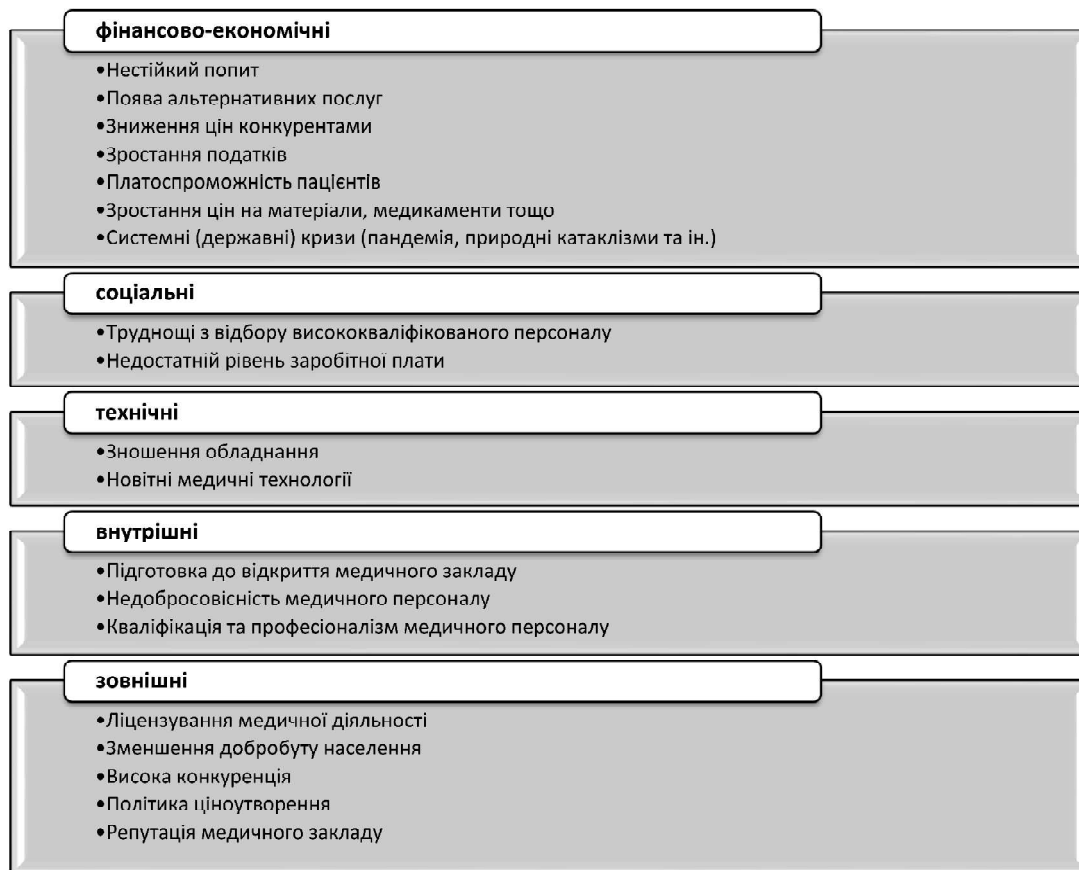 фінансово-економічні
•Нестійкий попит
•Поява альтернативних послуг
•Зниження цін конкурентами
•Зростання податків
•Платоспроможність пацієнтів
•Зростання цін на матеріали, медикаменти тощо
•Системні (державні) кризи (пандемія, природні катаклізми та ін.)
соціальні
•Труднощі з відбору висококваліфікованого персоналу
•Недостатній рівень заробітної плати
технічні
•Зношення обладнання
•Новітні медичні технології
внутрішні
•Підготовка до відкриття медичного закладу
•Недобросовісність медичного персоналу
•Кваліфікація та професіоналізм медичного персоналу
зовнішні
•Ліцензування медичної діяльності
•Зменшення добробуту населення
•Висока конкуренція
•Політика ціноутворення
•Репутація медичного закладу